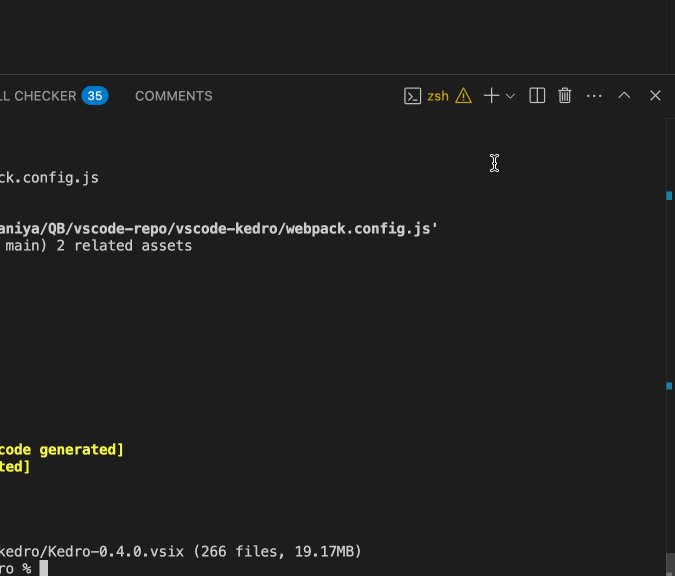 LL CHECKER 35 COMMENTS zsh
ck.config.js
aniya/QB/vscode-repo/vscode-kedro/webpack.config.js'
main) 2 related assets
code generated]
ted]
kedro/Kedro-0.4.0.vsix (266 files, 19.17MB)
ro %